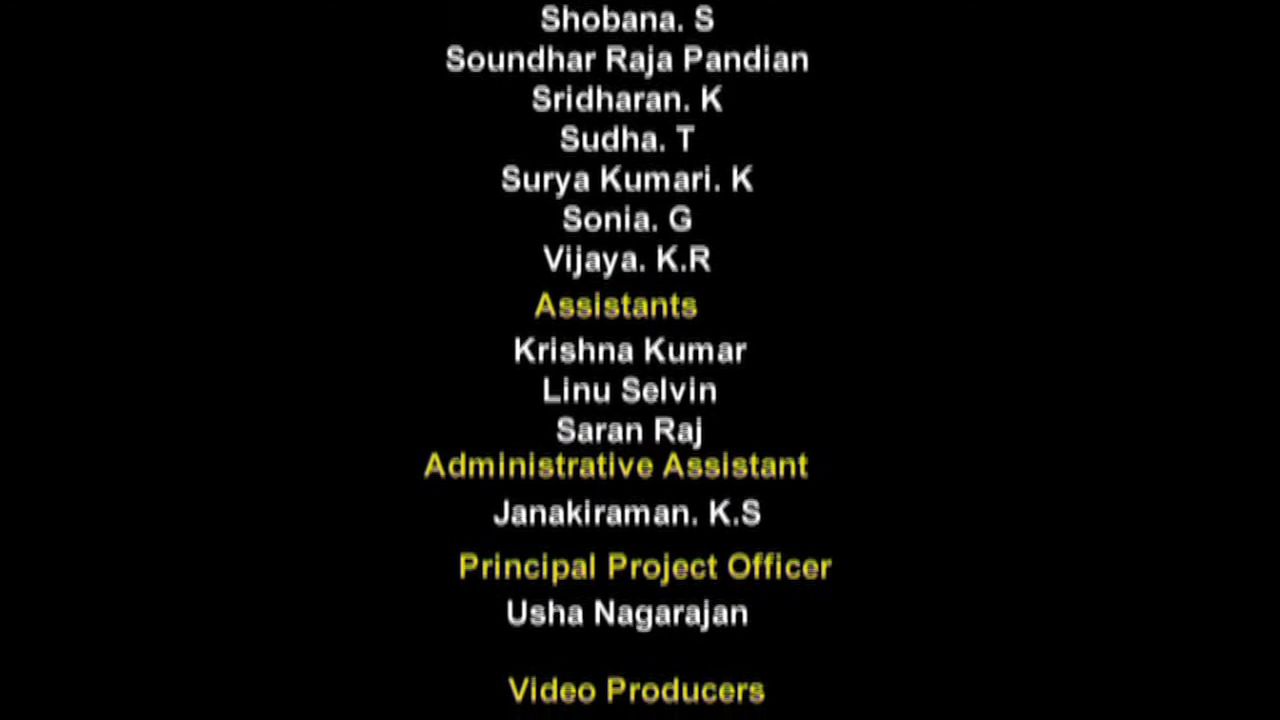 Shobana. S
Soundhar Raja Pandian
Sridharan. K
Sudha. T
Surya Kumari. K
Sonia. G
Vijaya. K.R
Assistants
Krishna Kumar
Linu Selvin
Saran Raj
Administrative Assistant
Janakiraman. K.S
Principal Project Officer
Usha Nagarajan
Video Producers